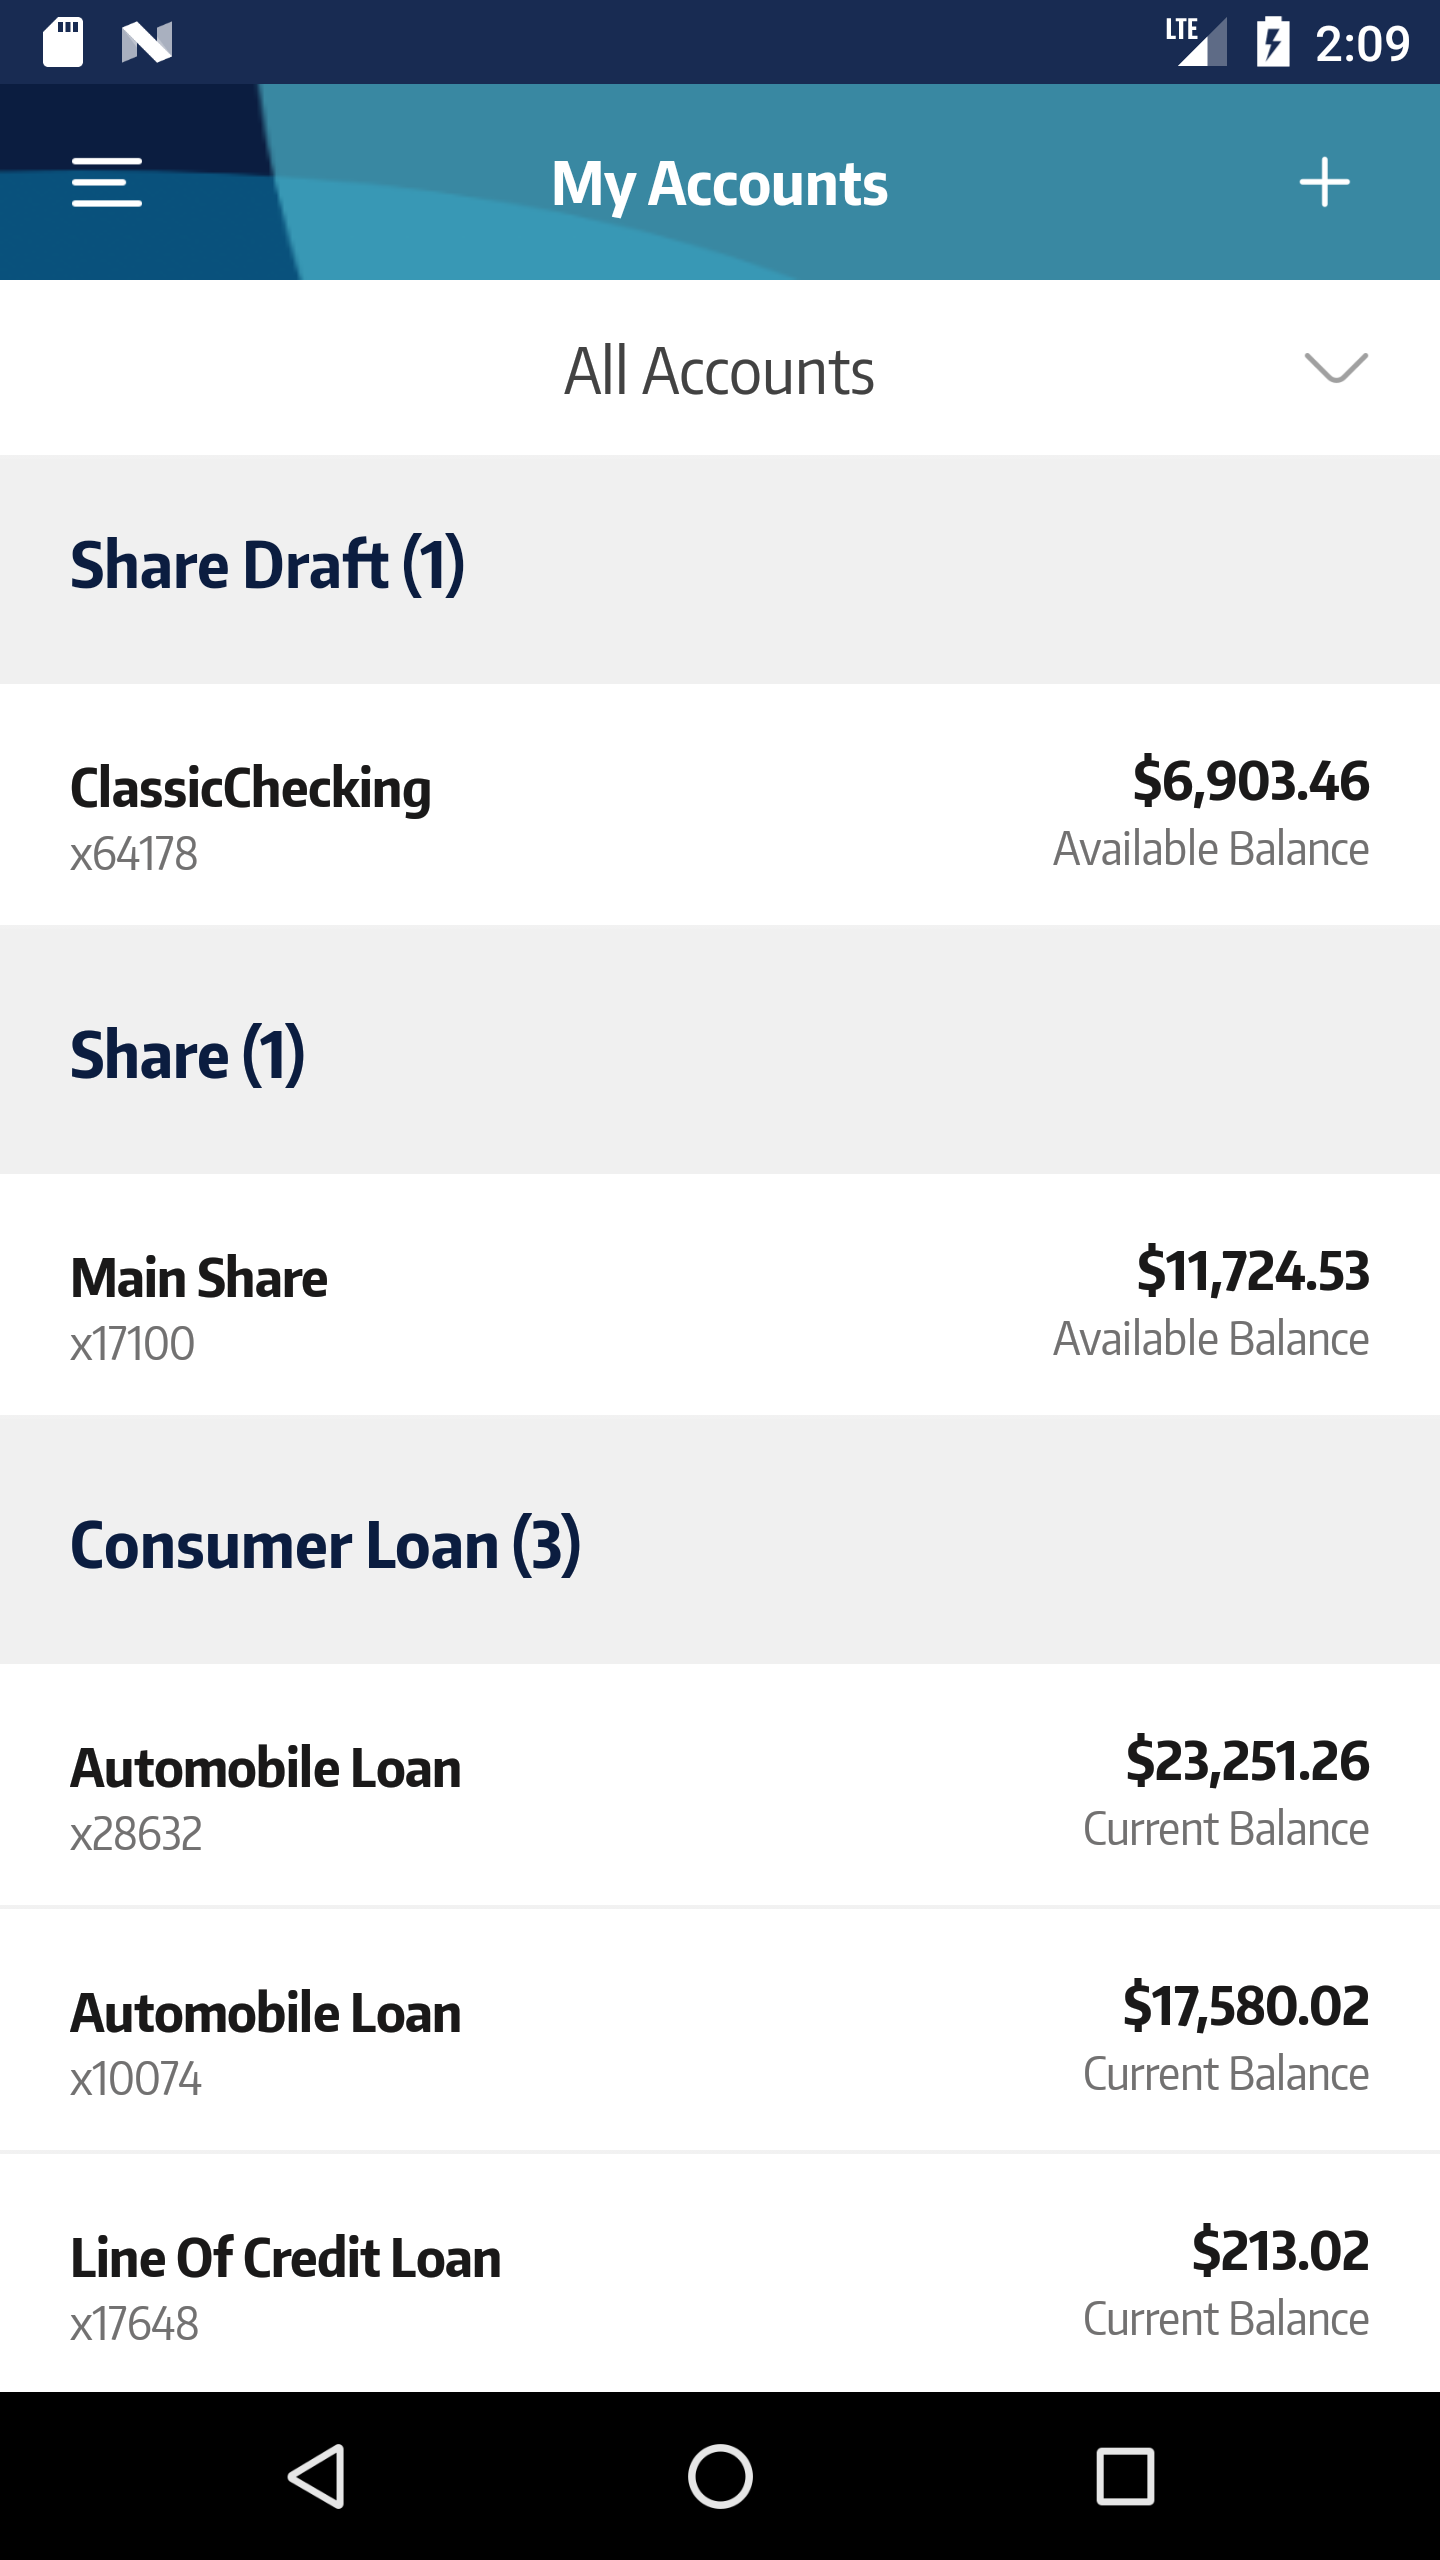 LTE 2:09
My Accounts
All Accounts
Share Draft (1)
ClassicChecking $6,903.46
x64178 Available Balance
Share (1)
Main Share $11,724.53
x17100 Available Balance
Consumer Loan (3)
Automobile Loan $23,251.26
x28632 Current Balance
Automobile Loan $17,580.02
x10074 Current Balance
Line Of Credit Loan $213.02
x17648 Current Balance